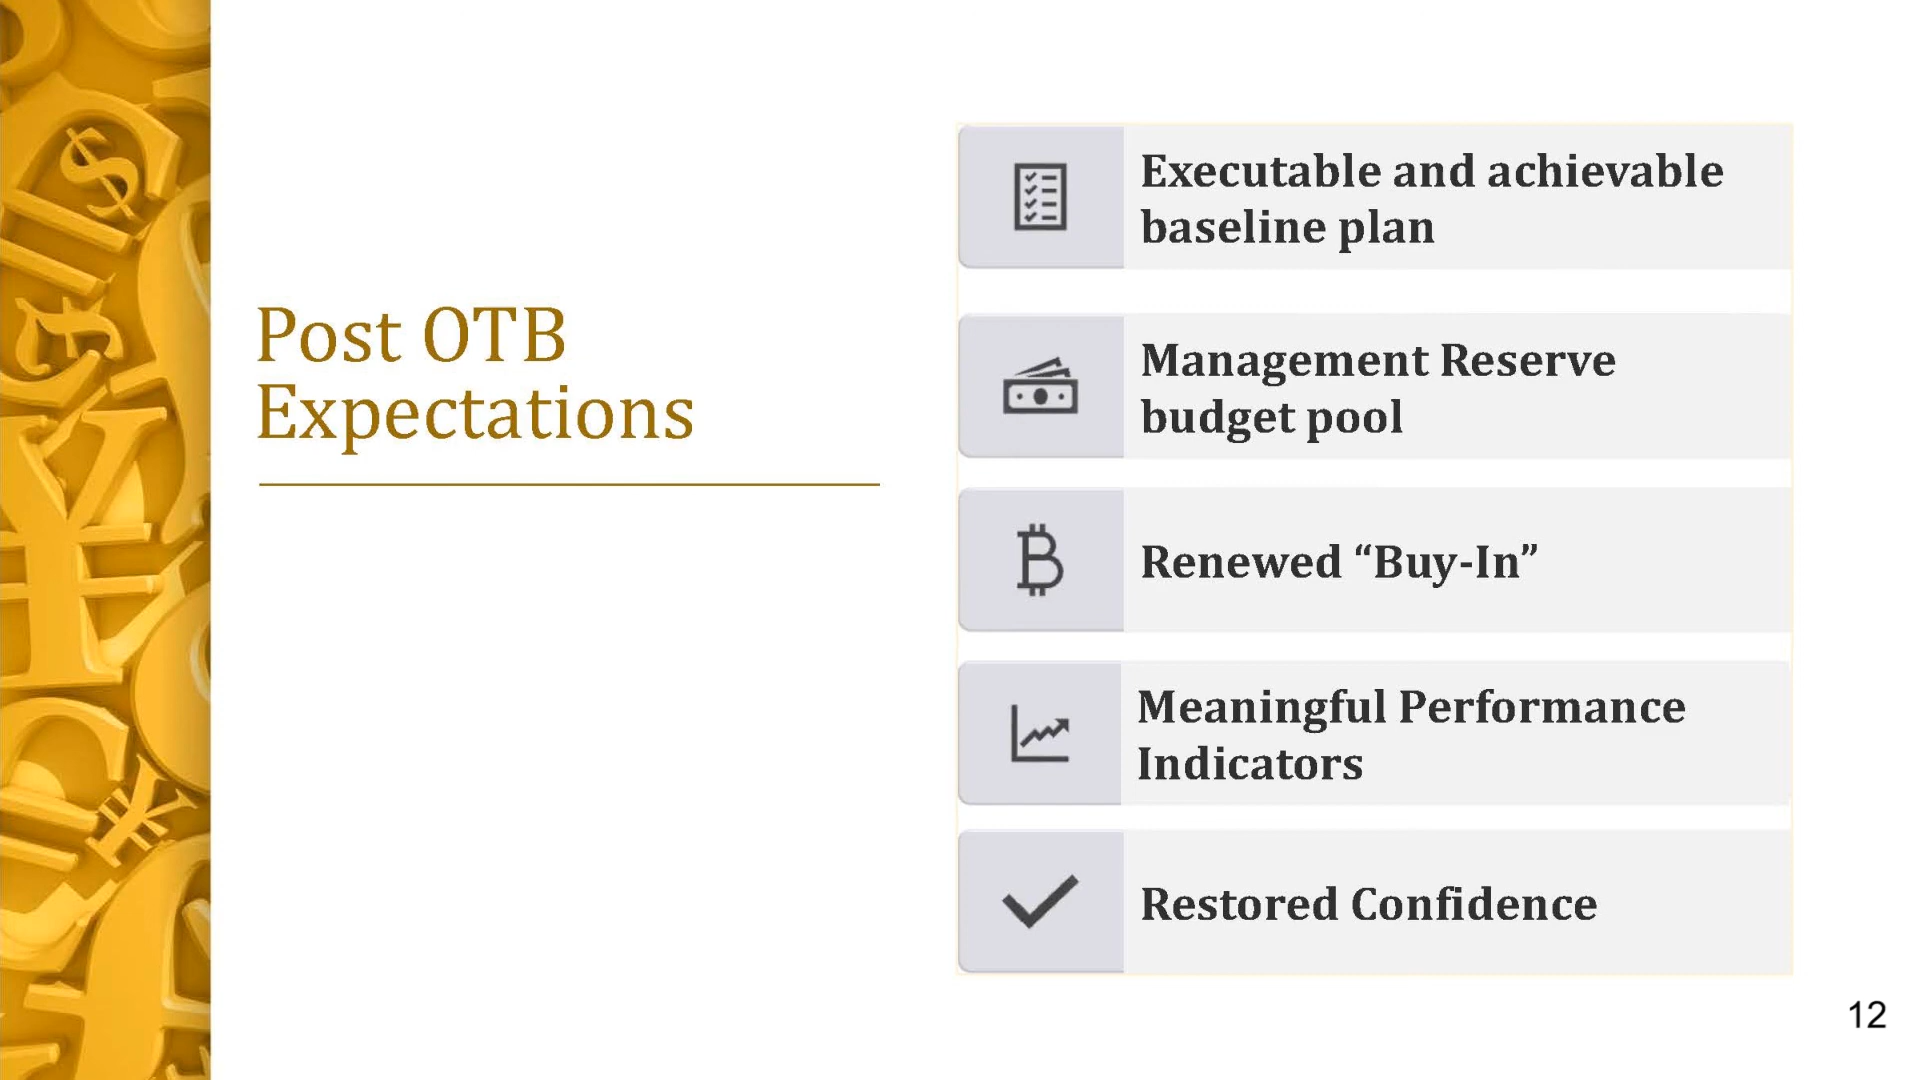 Post OTB
Expectations
Executable and achievable
baseline plan
Management Reserve
budget pool
Renewed “Buy-In”
Meaningful Performance
Indicators
Restored Confidence
12